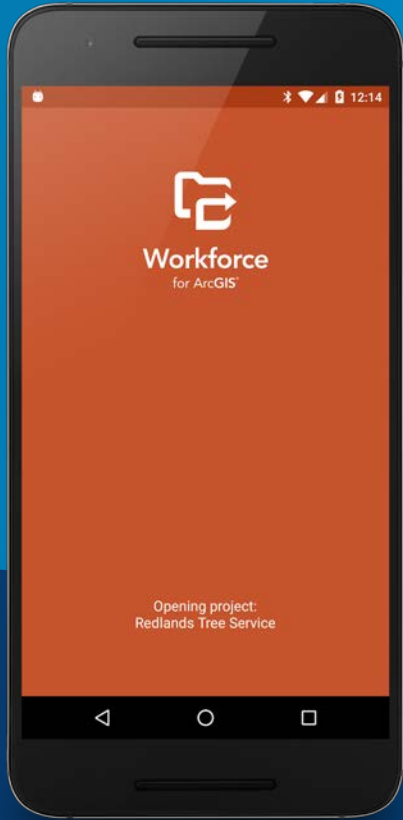 12:14
Workforce
for ArcGIS
Opening project:
Redlands Tree Service